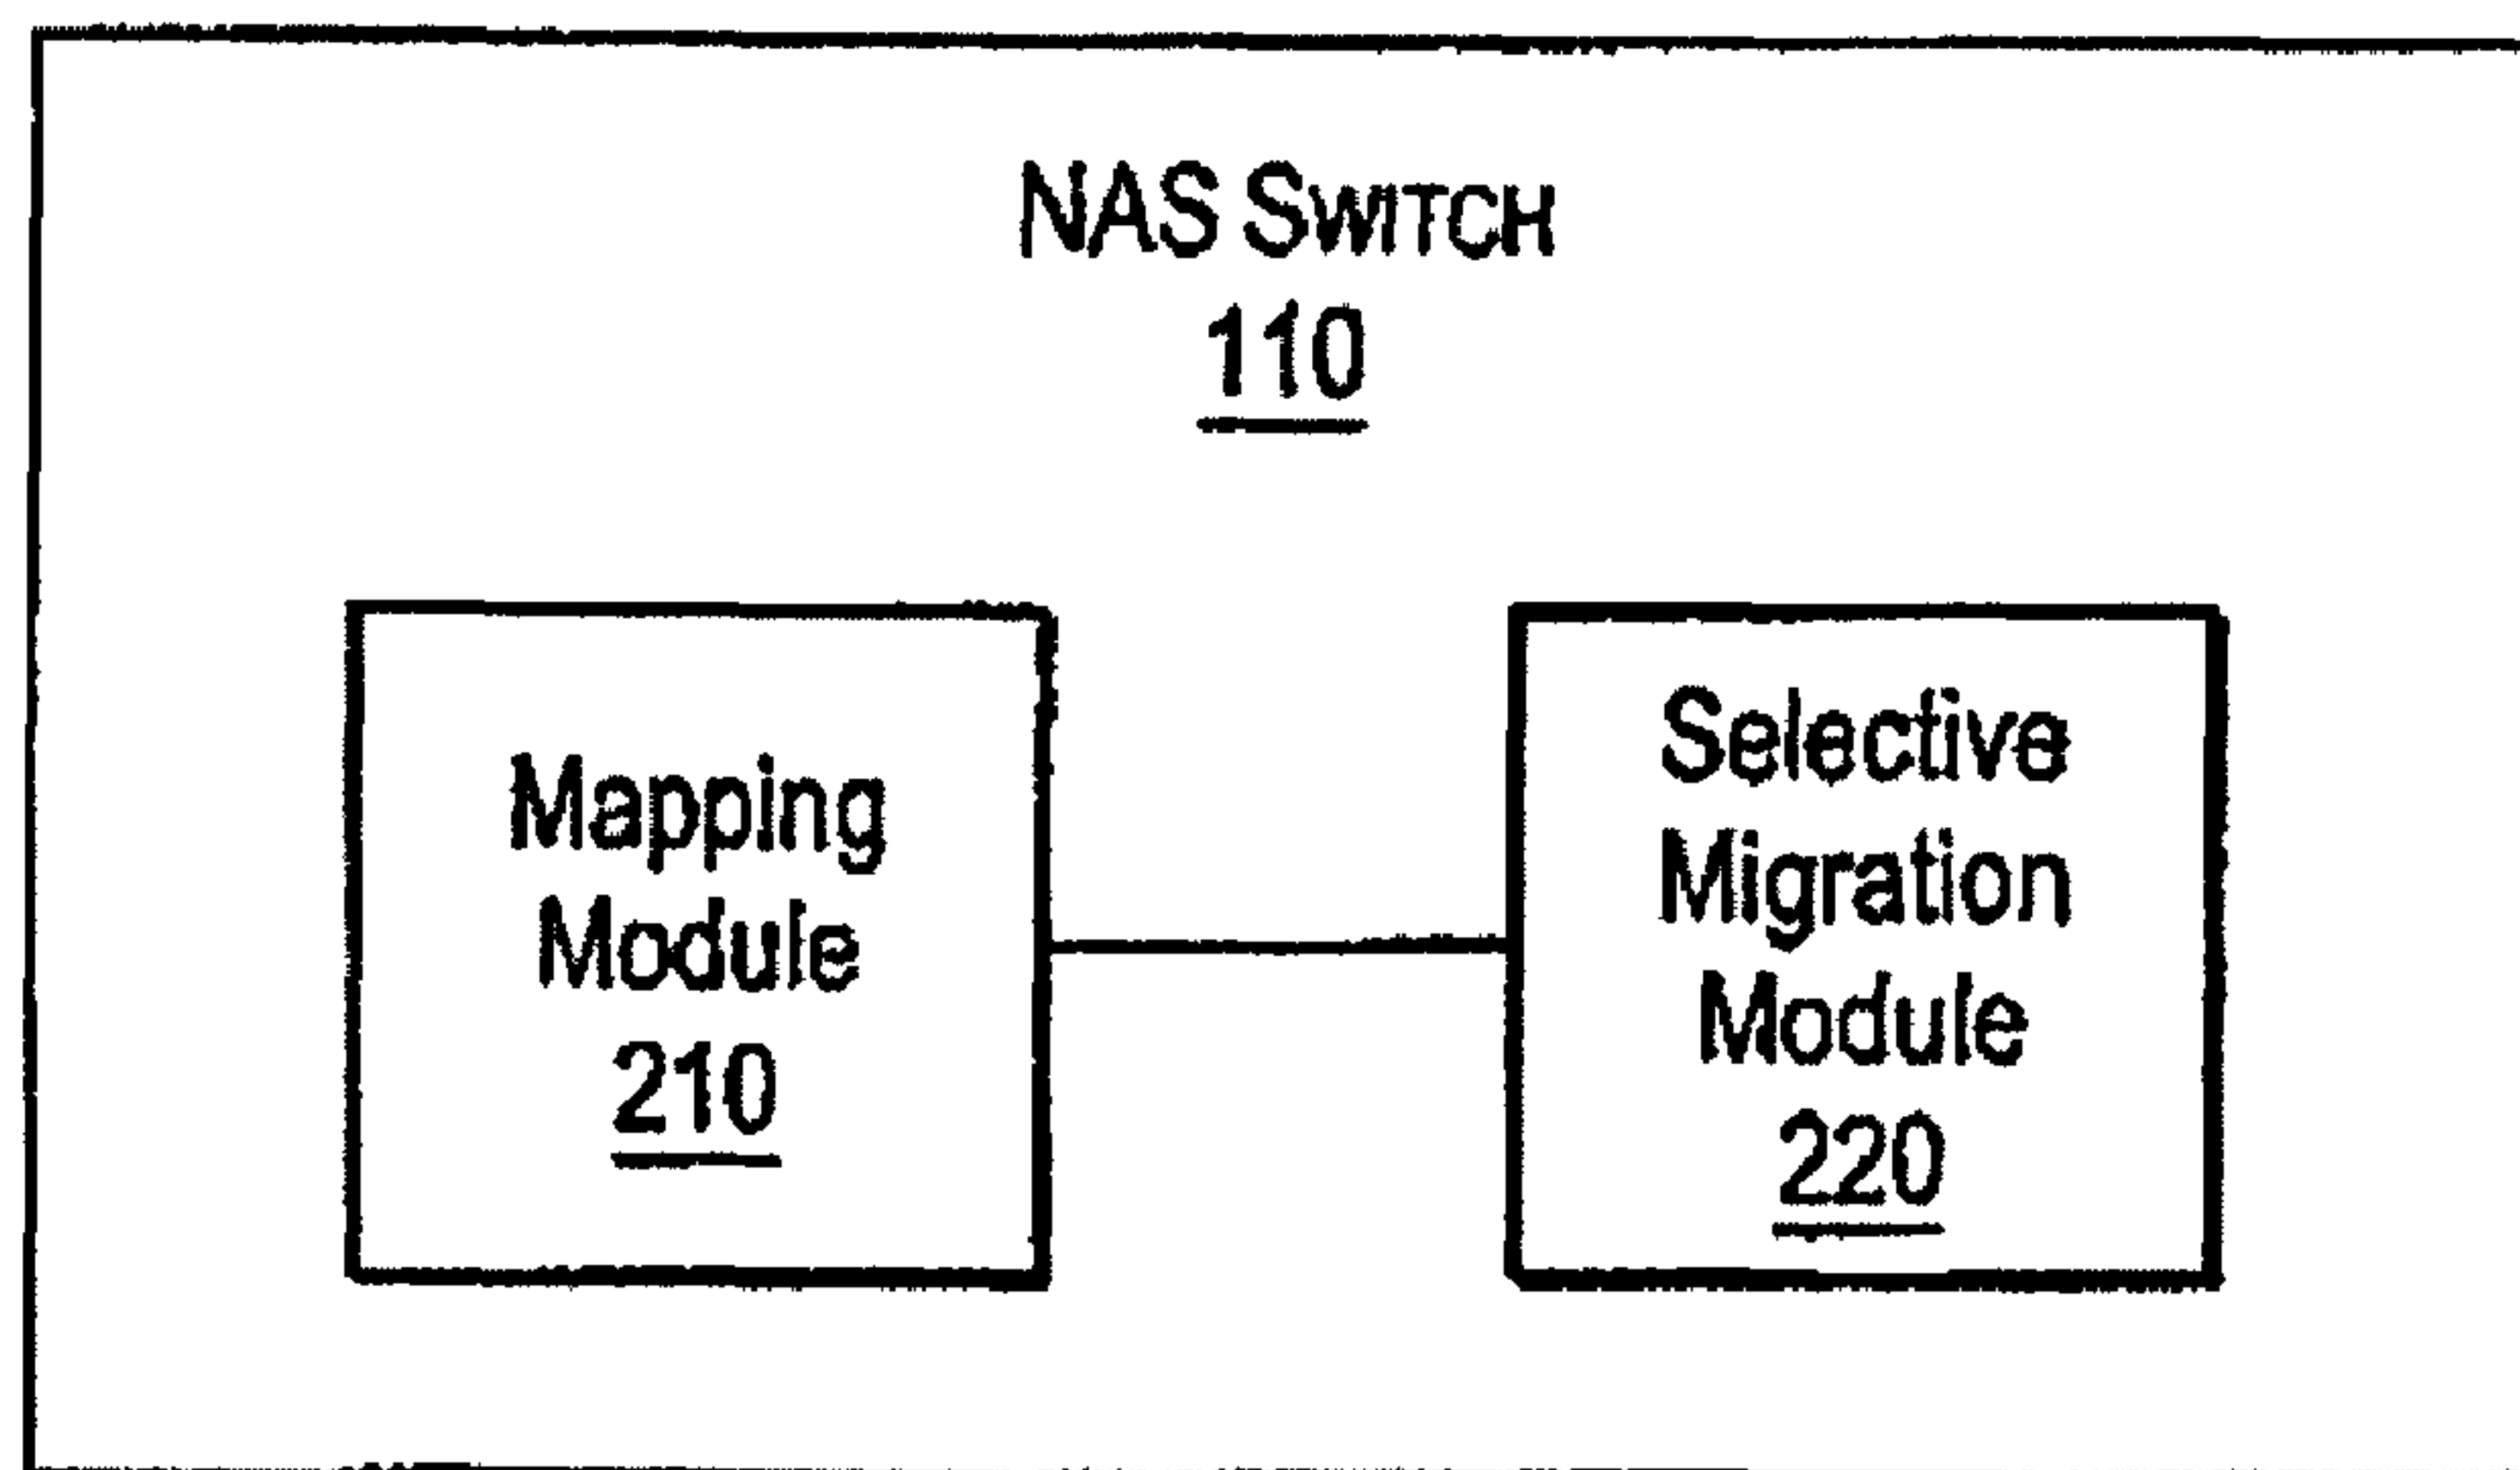 NAS SWITCH
110
Mapping
Module
210
Selective
Migration
Module
220